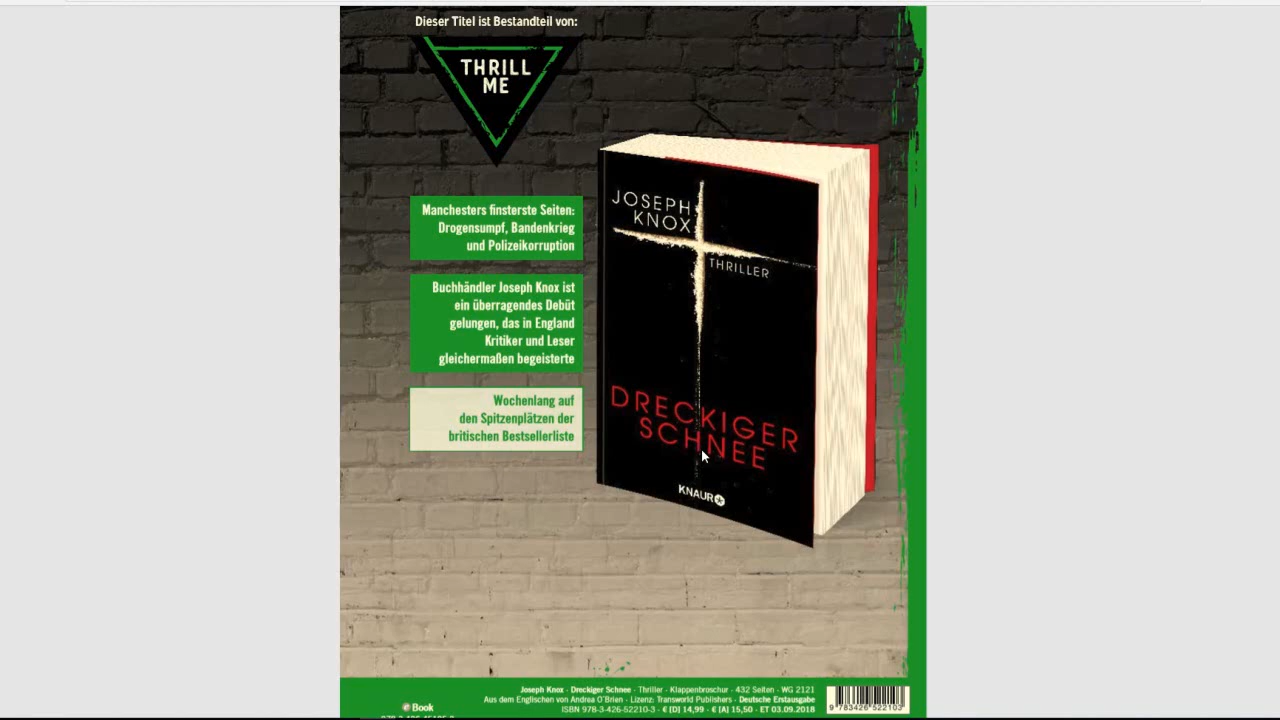 Dieser Titel ist Bestandteil von:
THRILL
ME
Manchesters finsterste Seiten:
Drogensumpf, Bandenkrieg
und Polizeikorruption
Buchhändler Joseph Knox ist
ein überragendes Debüt
gelungen, das in England
Kritiker und Leser
gleichermaßen begeisterte
Wochenlang auf
den Spitzenplätzen der
britischen Bestsellerliste
JOSEPH
KNOX
THRILLER
DRECKIGER
SCHNEE
KNAUR
eBook
Joseph Knox · Dreckiger Schnee · Thriller · Klappenbroschur · 432 Seiten · WG 2121
Aus dem Englischen von Andrea O'Brien · Lizenz: Transworld Publishers · Deutsche Erstausgabe
ISBN 978-3-426-52210-3 · € [D] 14,99 · € [A] 15,50 · ET 03.09.2018
9 783426 522103